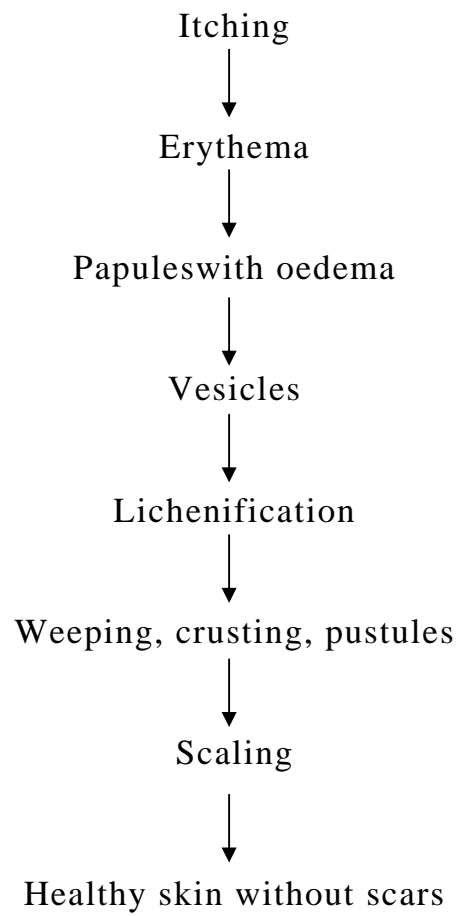 Itching
Erythema
Papuleswith oedema
Vesicles
Lichenification
Weeping, crusting, pustules
Scaling
Healthy skin without scars